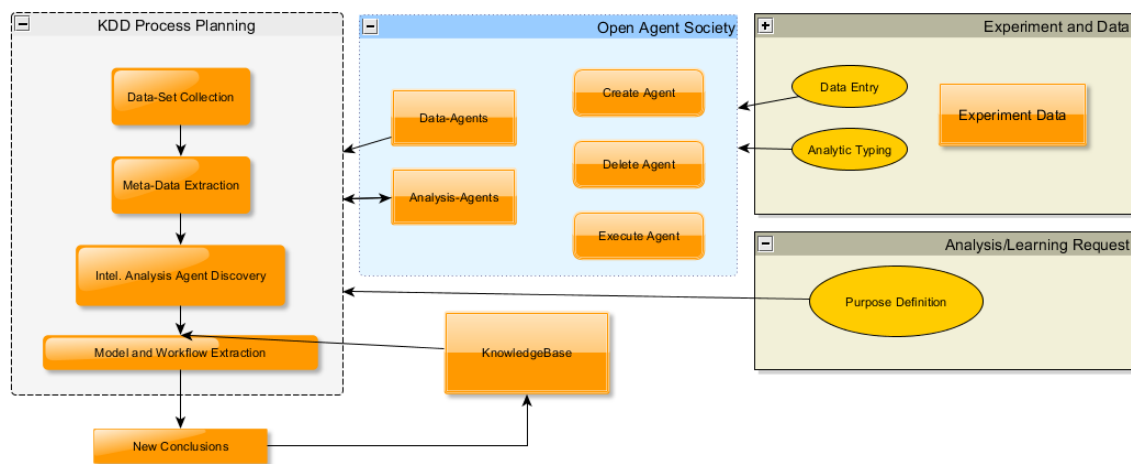 KDD Process Planning
Data-Set Collection
Meta-Data Extraction
Intel. Analysis Agent Discovery
Model and Workflow Extraction
New Conclusions
Open Agent Society
Data-Agents
Analysis-Agents
Create Agent
Delete Agent
Execute Agent
KnowledgeBase
Experiment and Data
Data Entry
Analytic Typing
Experiment Data
Analysis/Learning Request
Purpose Definition